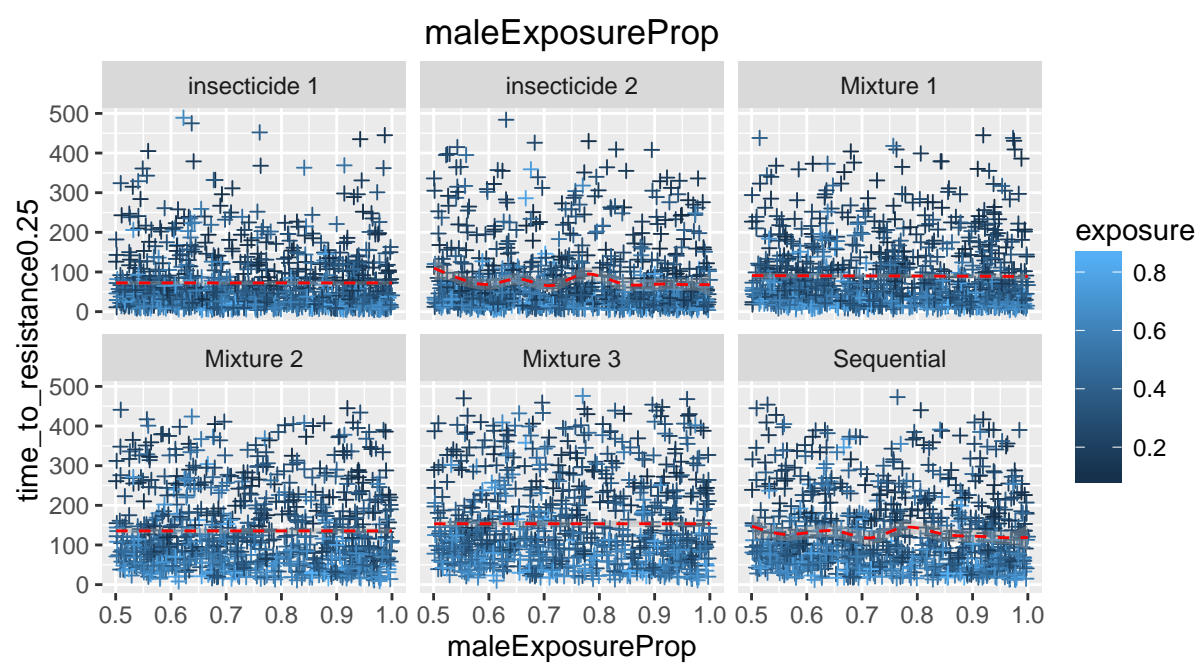 maleExposureProp
insecticide 1 insecticide 2 Mixture 1
500
400
300
200
100
0
Mixture 2 Mixture 3 Sequential
500
400
300
200
100
0
0.5 0.6 0.7 0.8 0.9 1.0 0.5 0.6 0.7 0.8 0.9 1.0 0.5 0.6 0.7 0.8 0.9 1.0
maleExposureProp
time_to_resistance0.25
exposure
0.8
0.6
0.4
0.2